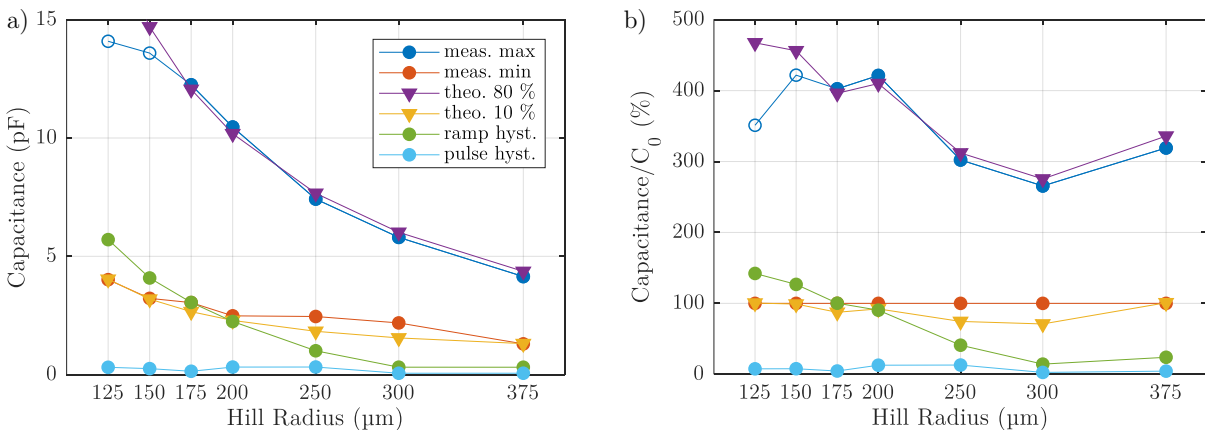 a)
15
10
5
0
Capacitance (pF)
125 150 175 200 250 300 375
Hill Radius (µm)
meas. max
meas. min
theo. 80 %
theo. 10 %
ramp hyst.
pulse hyst.
b)
500
400
300
200
100
0
Capacitance/C0 (%)
125 150 175 200 250 300 375
Hill Radius (µm)